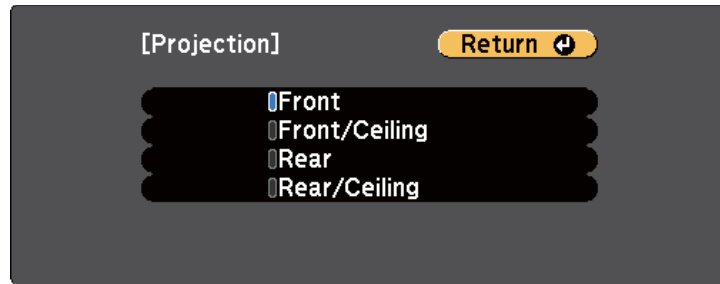 [Projection] Return
Front
Front/Ceiling
Rear
Rear/Ceiling